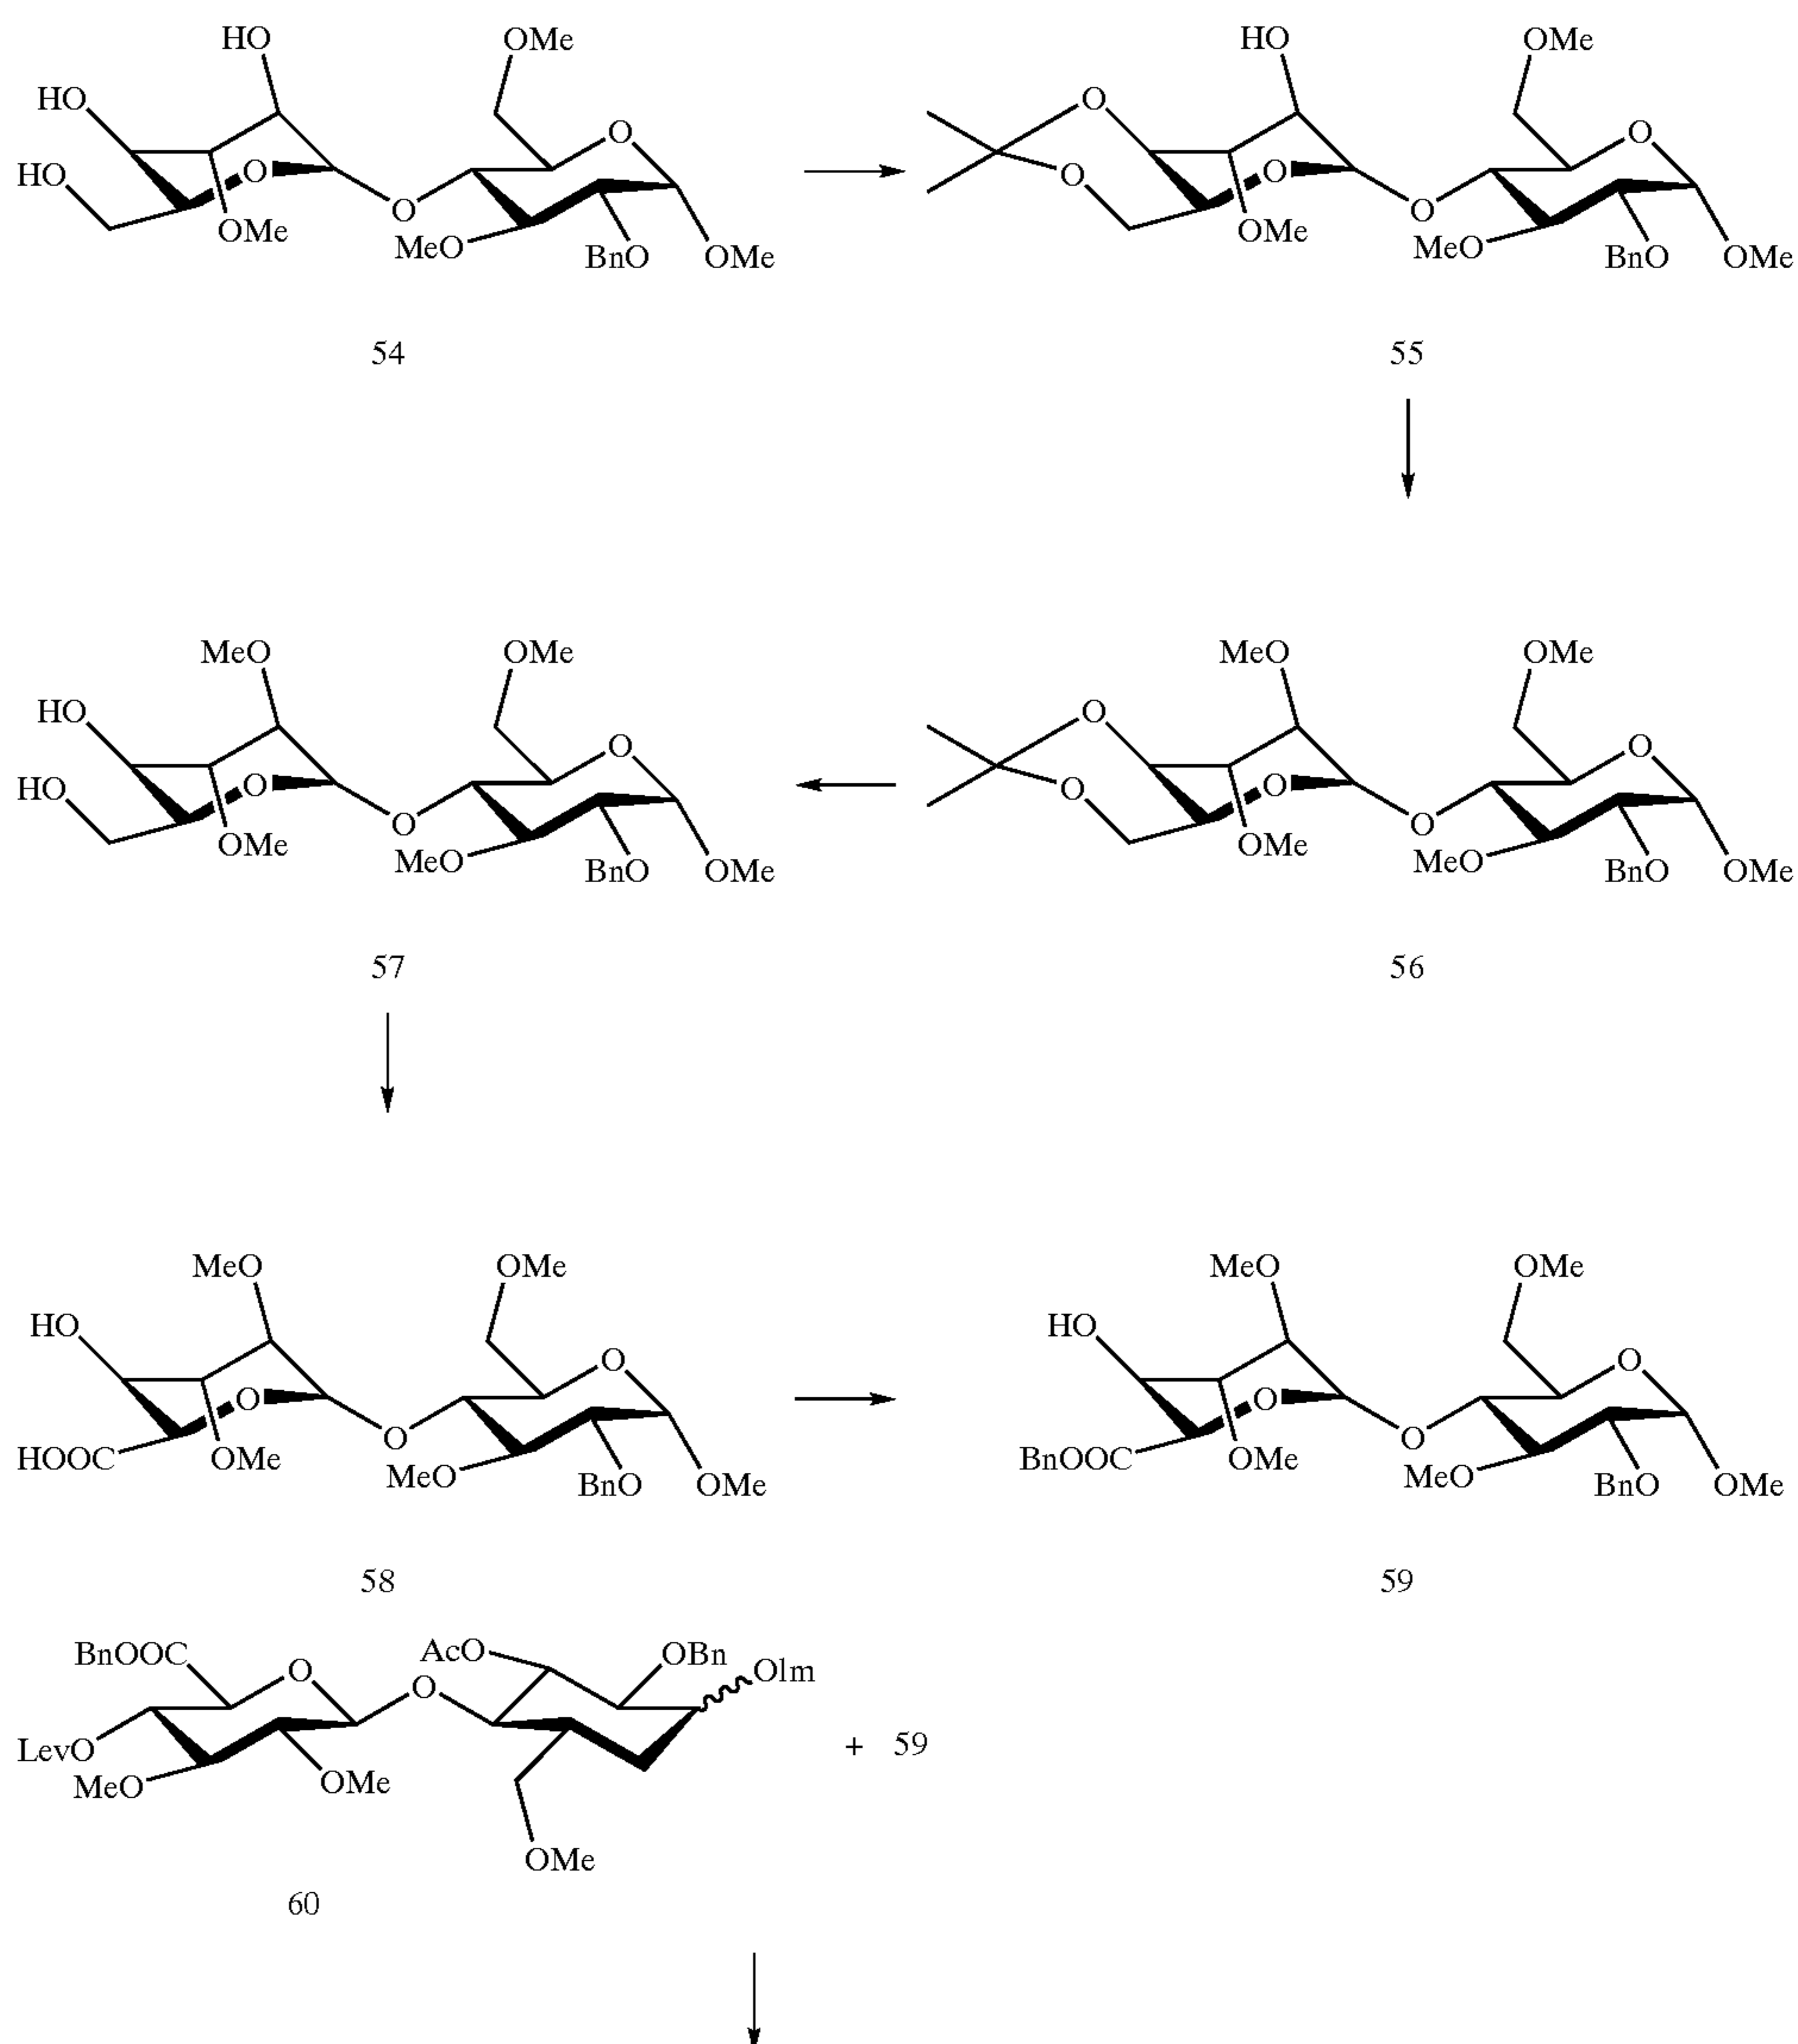 HO HO OMe HO OMe
HO O O
HO O O O O
O OMe MeO BnO OMe O OMe MeO BnO OMe
54 55
MeO OMe MeO OMe
HO O O O
HO O O O
O OMe MeO BnO OMe O OMe MeO BnO OMe
57 56
MeO OMe MeO OMe
HO O HO O
O O
HOOC OMe O MeO BnO OMe BnOOC OMe O MeO BnO OMe
58 59
BnOOC O AcO OBn OIm
O
LevO + 59
MeO OMe
OMe
60